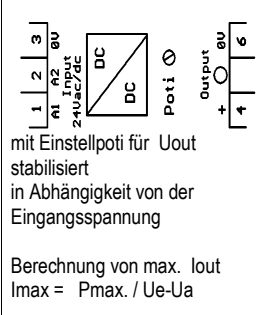 3 0V
2 A2
1 A1
Input
24Vac/dc
DC
DC
Poti
Output
0V 6
+ 4
mit Einstellpoti für Uout
stabilisiert
in Abhängigkeit von der
Eingangsspannung
Berechnung von max. Iout
Imax = Pmax. / Ue-Ua